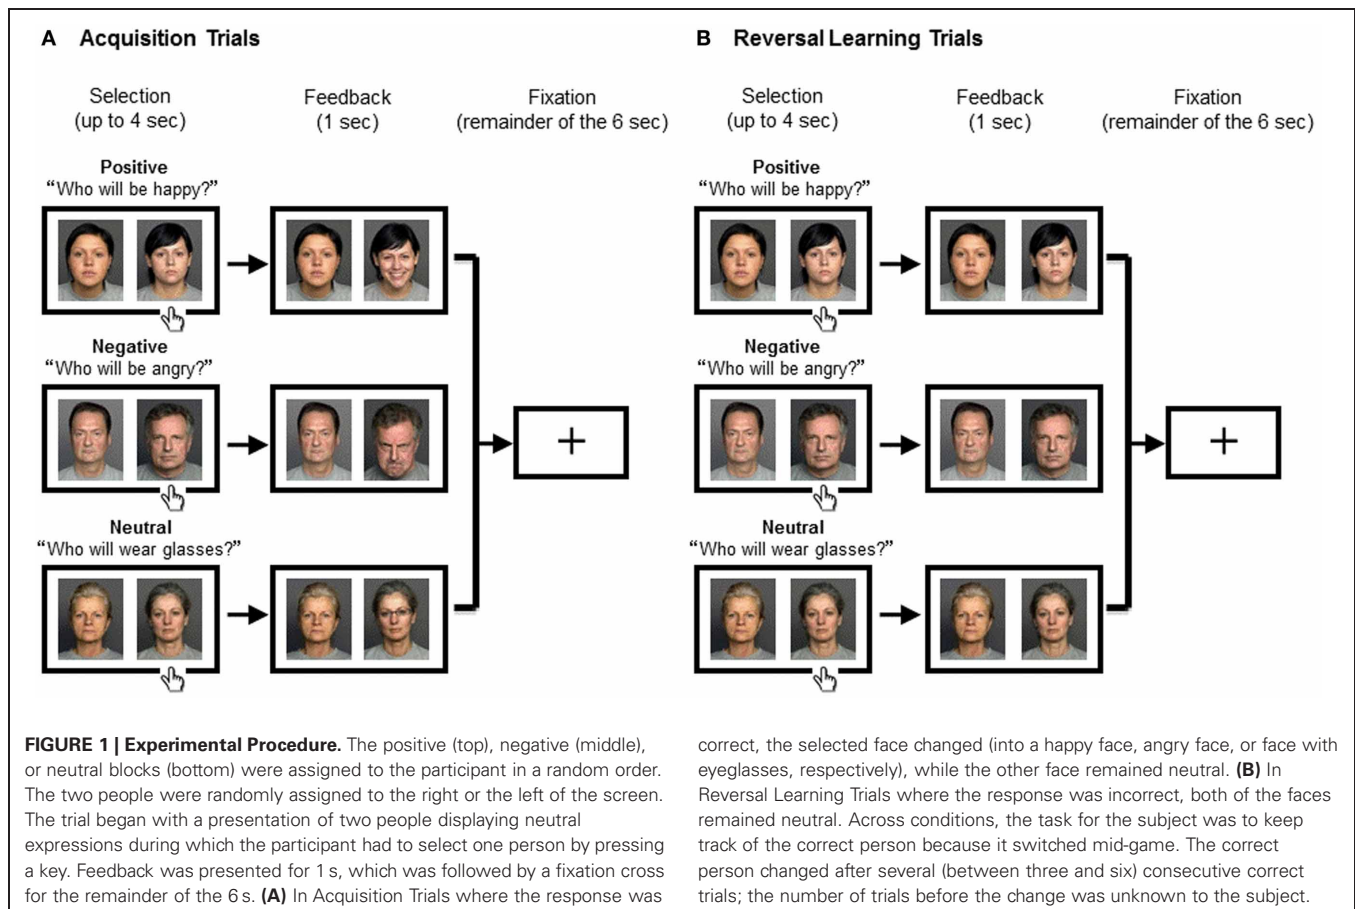 A Acquisition Trials
Selection
(up to 4 sec)
Feedback
(1 sec)
Fixation
(remainder of the 6 sec)
Positive
“Who will be happy?”
Negative
“Who will be angry?”
+
Neutral
“Who will wear glasses?”
B Reversal Learning Trials
Selection
(up to 4 sec)
Feedback
(1 sec)
Fixation
(remainder of the 6 sec)
Positive
“Who will be happy?”
Negative
“Who will be angry?”
+
Neutral
“Who will wear glasses?”
FIGURE 1 | Experimental Procedure. The positive (top), negative (middle),
or neutral blocks (bottom) were assigned to the participant in a random order.
The two people were randomly assigned to the right or the left of the screen.
The trial began with a presentation of two people displaying neutral
expressions during which the participant had to select one person by pressing
a key. Feedback was presented for 1 s, which was followed by a fixation cross
for the remainder of the 6 s. (A) In Acquisition Trials where the response was
correct, the selected face changed (into a happy face, angry face, or face with
eyeglasses, respectively), while the other face remained neutral. (B) In
Reversal Learning Trials where the response was incorrect, both of the faces
remained neutral. Across conditions, the task for the subject was to keep
track of the correct person because it switched mid-game. The correct
person changed after several (between three and six) consecutive correct
trials; the number of trials before the change was unknown to the subject.